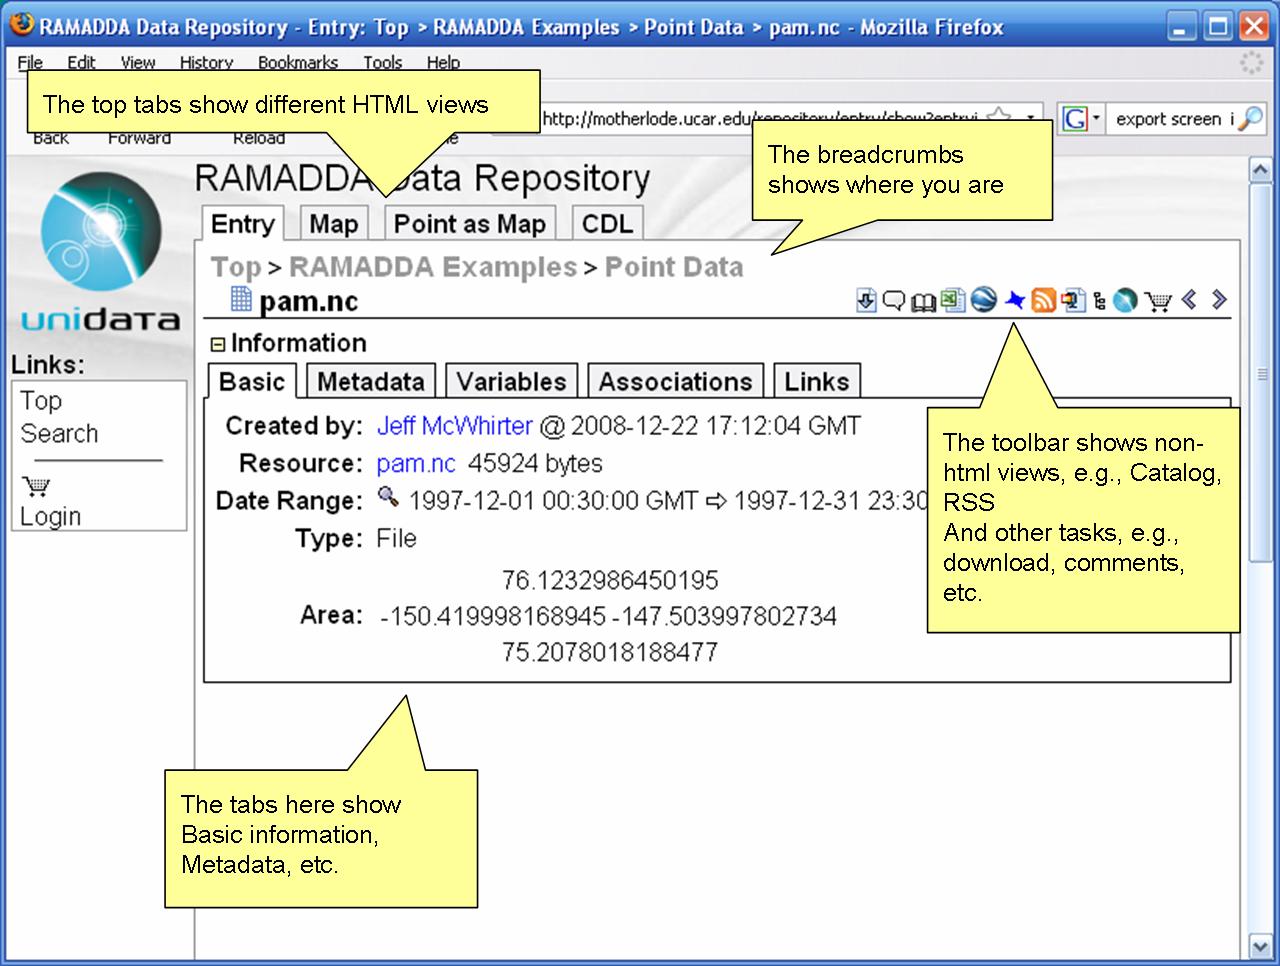 RAMADDA Data Repository - Entry: Top > RAMADDA Examples > Point Data > pam.nc - Mozilla Firefox
File Edit View History Bookmarks Tools Help
The top tabs show different HTML views
Back Forward Reload
http://motherlode.ucar.edu/repository/entry/show?entryi
G export screen i
The breadcrumbs
shows where you are
RAMADDA Data Repository
Entry Map Point as Map CDL
Top > RAMADDA Examples > Point Data
pam.nc
unidata
Links:
Top
Search
Login
Information
Basic Metadata Variables Associations Links
Created by: Jeff McWhirter @ 2008-12-22 17:12:04 GMT
Resource: pam.nc 45924 bytes
Date Range: 1997-12-01 00:30:00 GMT ⇨ 1997-12-31 23:30
Type: File
76.1232986450195
Area: -150.419998168945 -147.503997802734
75.2078018188477
The toolbar shows non-
html views, e.g., Catalog,
RSS
And other tasks, e.g.,
download, comments,
etc.
The tabs here show
Basic information,
Metadata, etc.